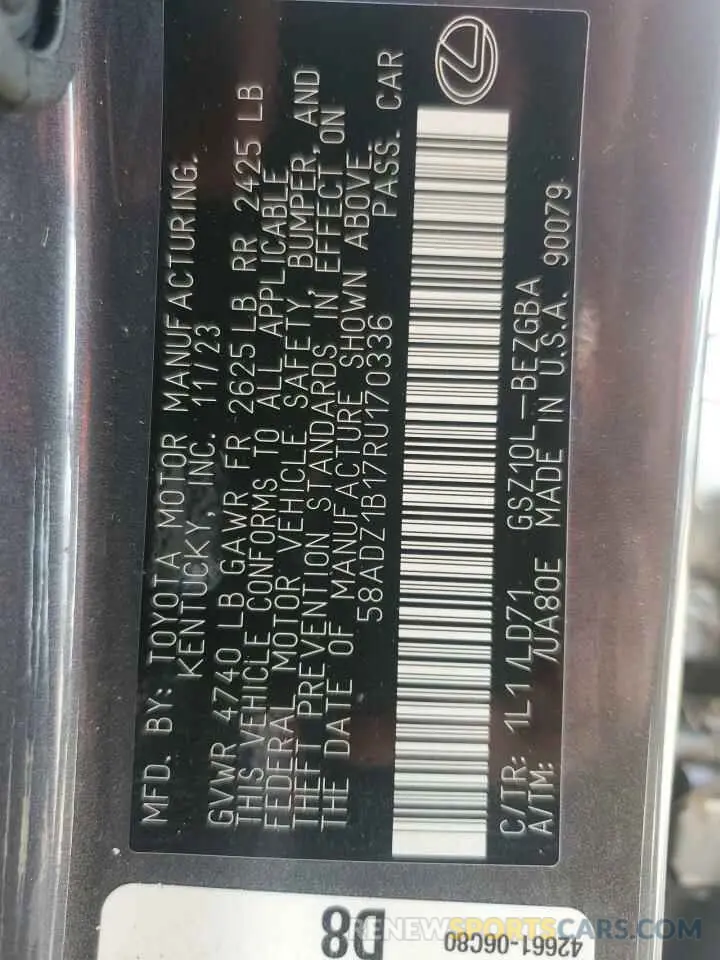 MFD. BY: TOYOTA MOTOR MANUFACTURING.
KENTUCKY, INC. 11/23
GVWR 4740 LB GAWR FR 2625 LB RR 2425 LB
THIS VEHICLE CONFORMS TO ALL APPLICABLE
FEDERAL MOTOR VEHICLE SAFETY, BUMPER, AND
THEFT PREVENTION STANDARDS IN EFFECT ON
THE DATE OF MANUFACTURE SHOWN ABOVE.
58ADZ1B17RU170336 PASS. CAR
C/TR: 1L1/LD71 GSZ10L-BEZGBA
A/TM: /UA80E MADE IN U.S.A. 90079
D8
42661-06C80
RENEWSPORTSCARS.COM